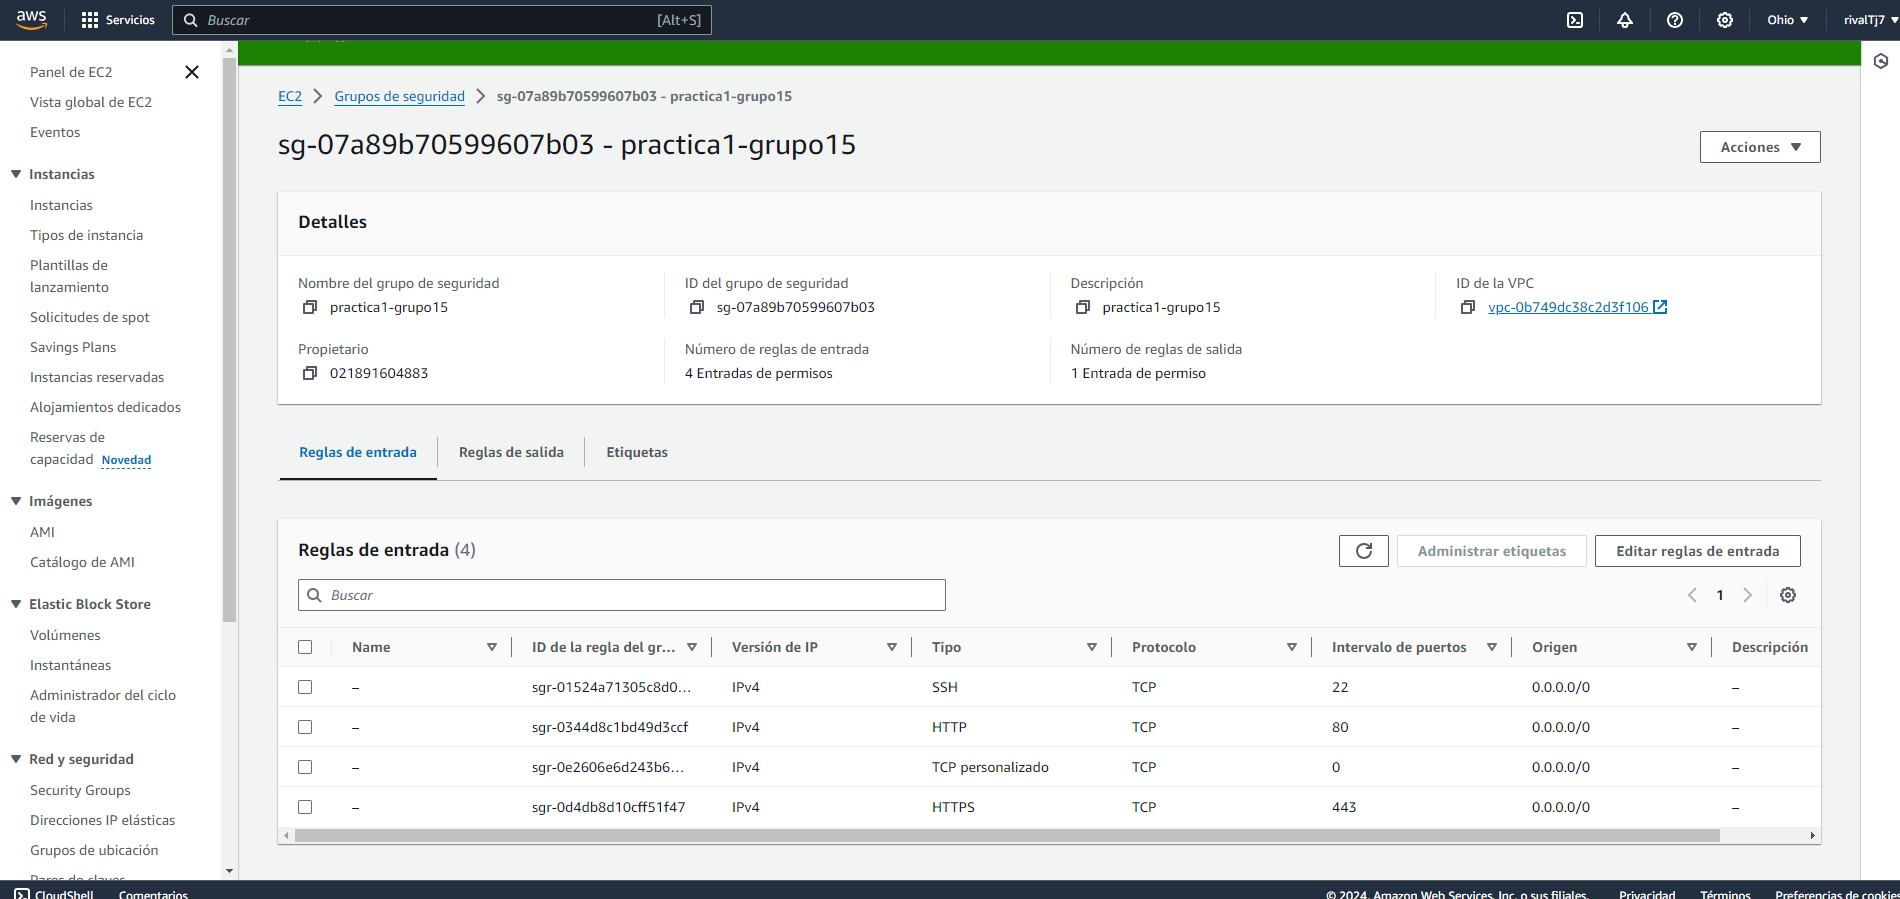 aws Servicios Buscar [Alt+S] Ohio rivalTj7
Panel de EC2
Vista global de EC2
Eventos
Instancias
Instancias
Tipos de instancia
Plantillas de
lanzamiento
Solicitudes de spot
Savings Plans
Instancias reservadas
Alojamientos dedicados
Reservas de
capacidad Novedad
Imágenes
AMI
Catálogo de AMI
Elastic Block Store
Volúmenes
Instantáneas
Administrador del ciclo
de vida
Red y seguridad
Security Groups
Direcciones IP elásticas
Grupos de ubicación
Pares de claves
EC2 Grupos de seguridad sg-07a89b70599607b03 - practica1-grupo15
sg-07a89b70599607b03 - practica1-grupo15
Acciones
Detalles
Nombre del grupo de seguridad
practica1-grupo15
ID del grupo de seguridad
sg-07a89b70599607b03
Descripción
practica1-grupo15
ID de la VPC
vpc-0b749dc38c2d3f106
Propietario
021891604883
Número de reglas de entrada
4 Entradas de permisos
Número de reglas de salida
1 Entrada de permiso
Reglas de entrada Reglas de salida Etiquetas
Reglas de entrada (4)
Administrar etiquetas Editar reglas de entrada
Buscar
1
Name ID de la regla del gr... Versión de IP Tipo Protocolo Intervalo de puertos Origen Descripción
– sgr-01524a71305c8d0... IPv4 SSH TCP 22 0.0.0.0/0 –
– sgr-0344d8c1bd49d3ccf IPv4 HTTP TCP 80 0.0.0.0/0 –
– sgr-0e2606e6d243b6... IPv4 TCP personalizado TCP 0 0.0.0.0/0 –
– sgr-0d4db8d10cff51f47 IPv4 HTTPS TCP 443 0.0.0.0/0 –
CloudShell Comentarios © 2024, Amazon Web Services, Inc. o sus filiales. Privacidad Términos Preferencias de cookies